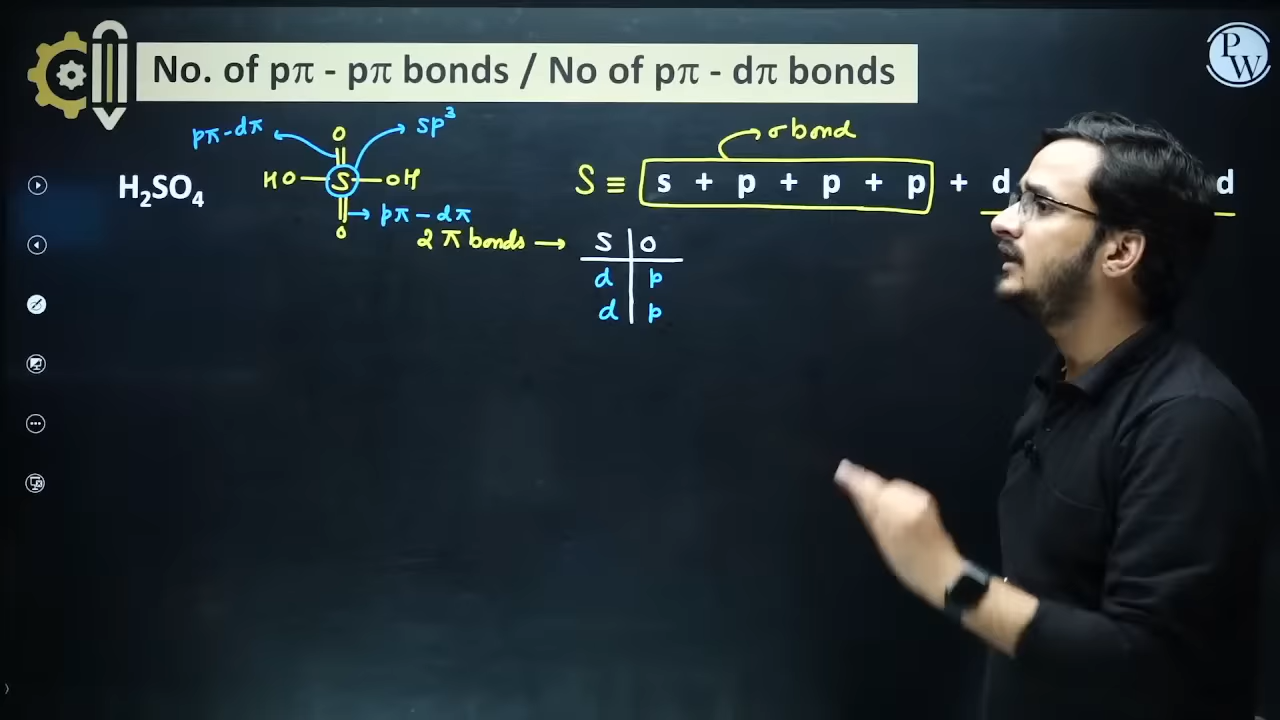 No. of pπ - pπ bonds / No of pπ - dπ bonds
PW
pπ-dπ
sp³
σ bond
H₂SO₄
O
HO
S
OH
O
pπ-dπ
S ≡ s + p + p + p + d
d
2 π bonds →
S O
d p
d p